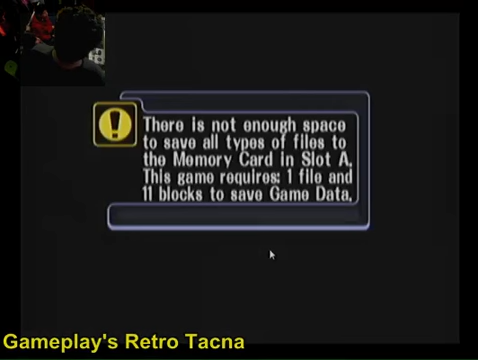 There is not enough space
to save all types of files to
the Memory Card in Slot A.
This game requires: 1 file and
11 blocks to save Game Data.
Gameplay's Retro Tacna